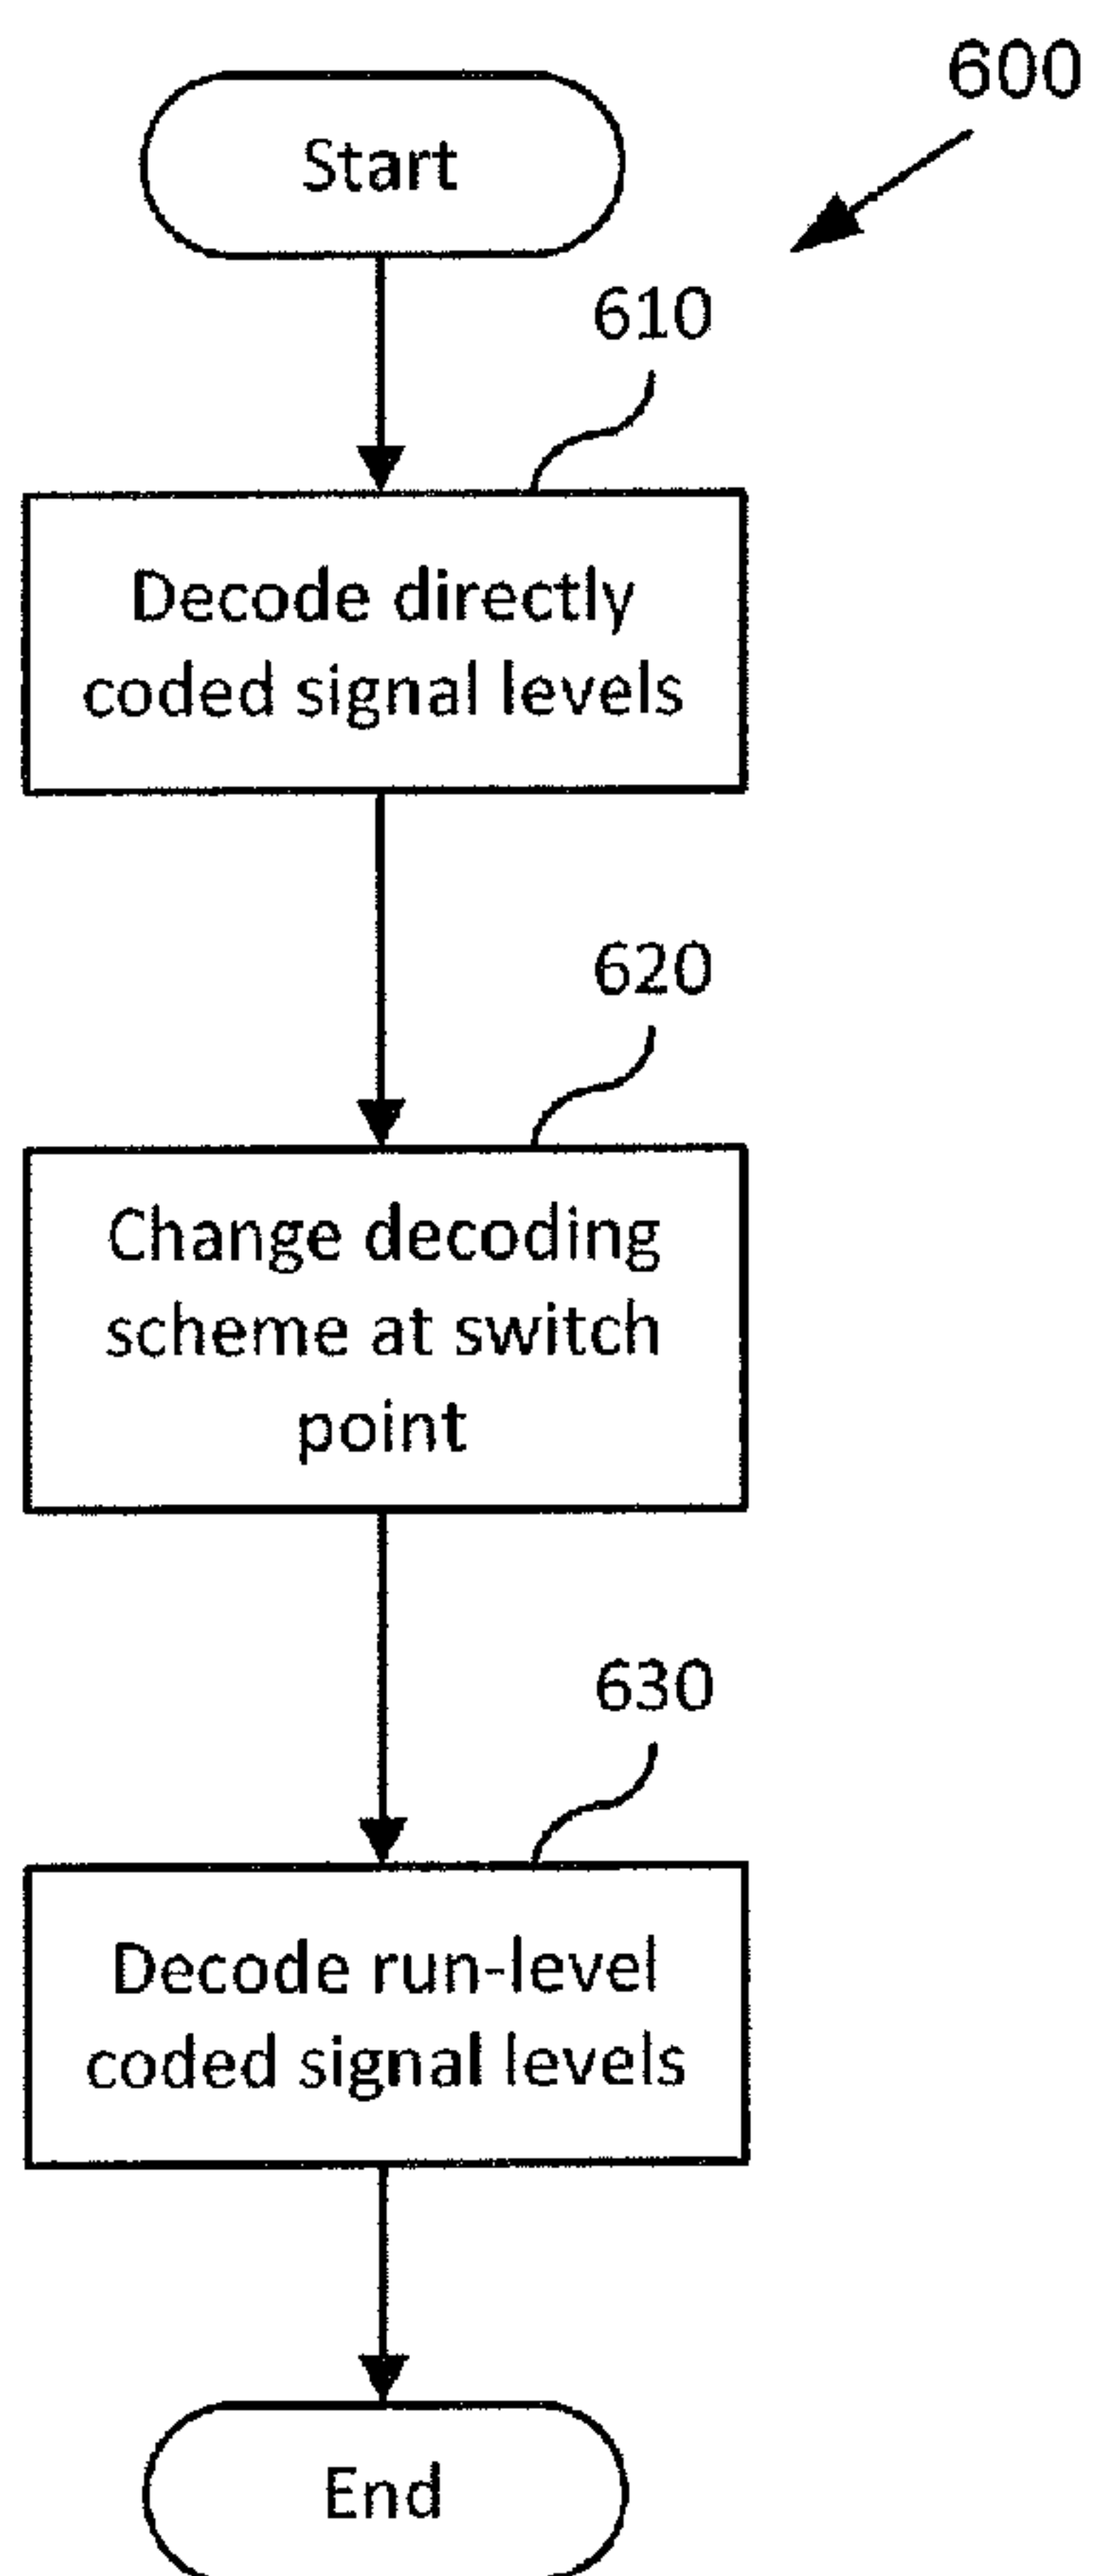 600
Start
610
Decode directly
coded signal levels
620
Change decoding
scheme at switch
point
630
Decode run-level
coded signal levels
End